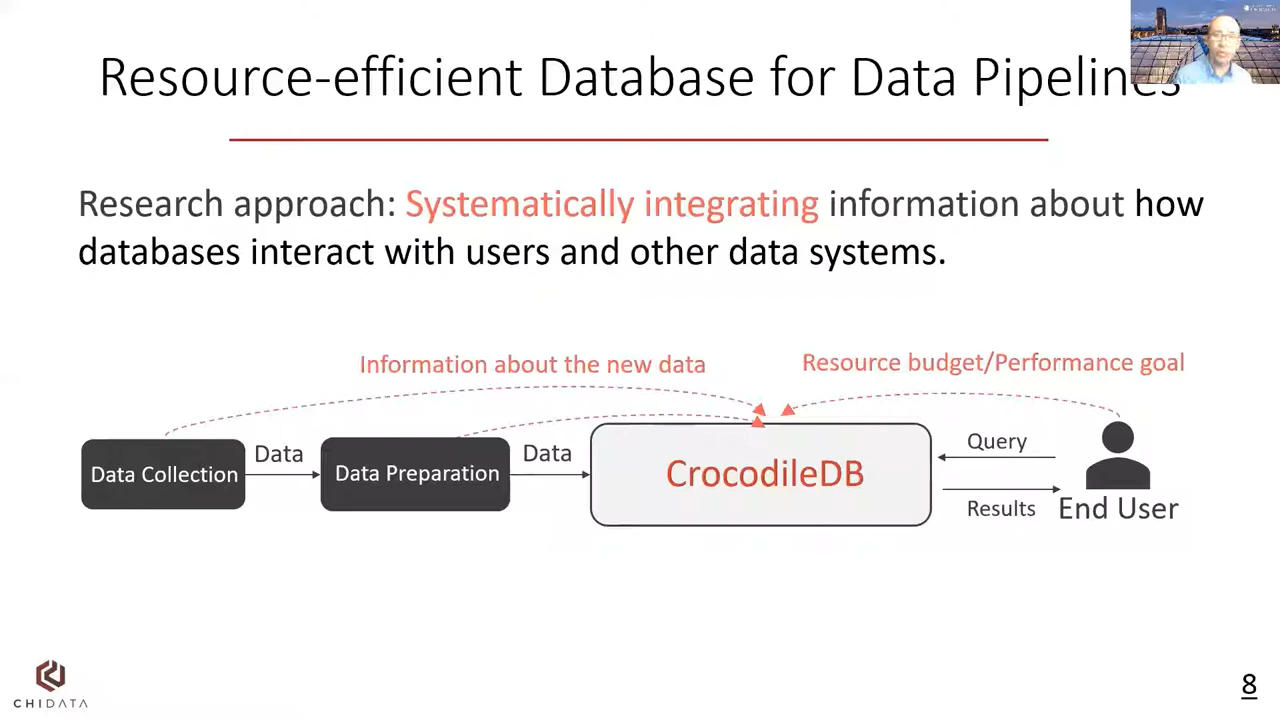 Resource-efficient Database for Data Pipelines
Research approach: Systematically integrating information about how
databases interact with users and other data systems.
Information about the new data
Resource budget/Performance goal
Data Collection
Data
Data Preparation
Data
CrocodileDB
Query
Results
End User
CHIDATA
8